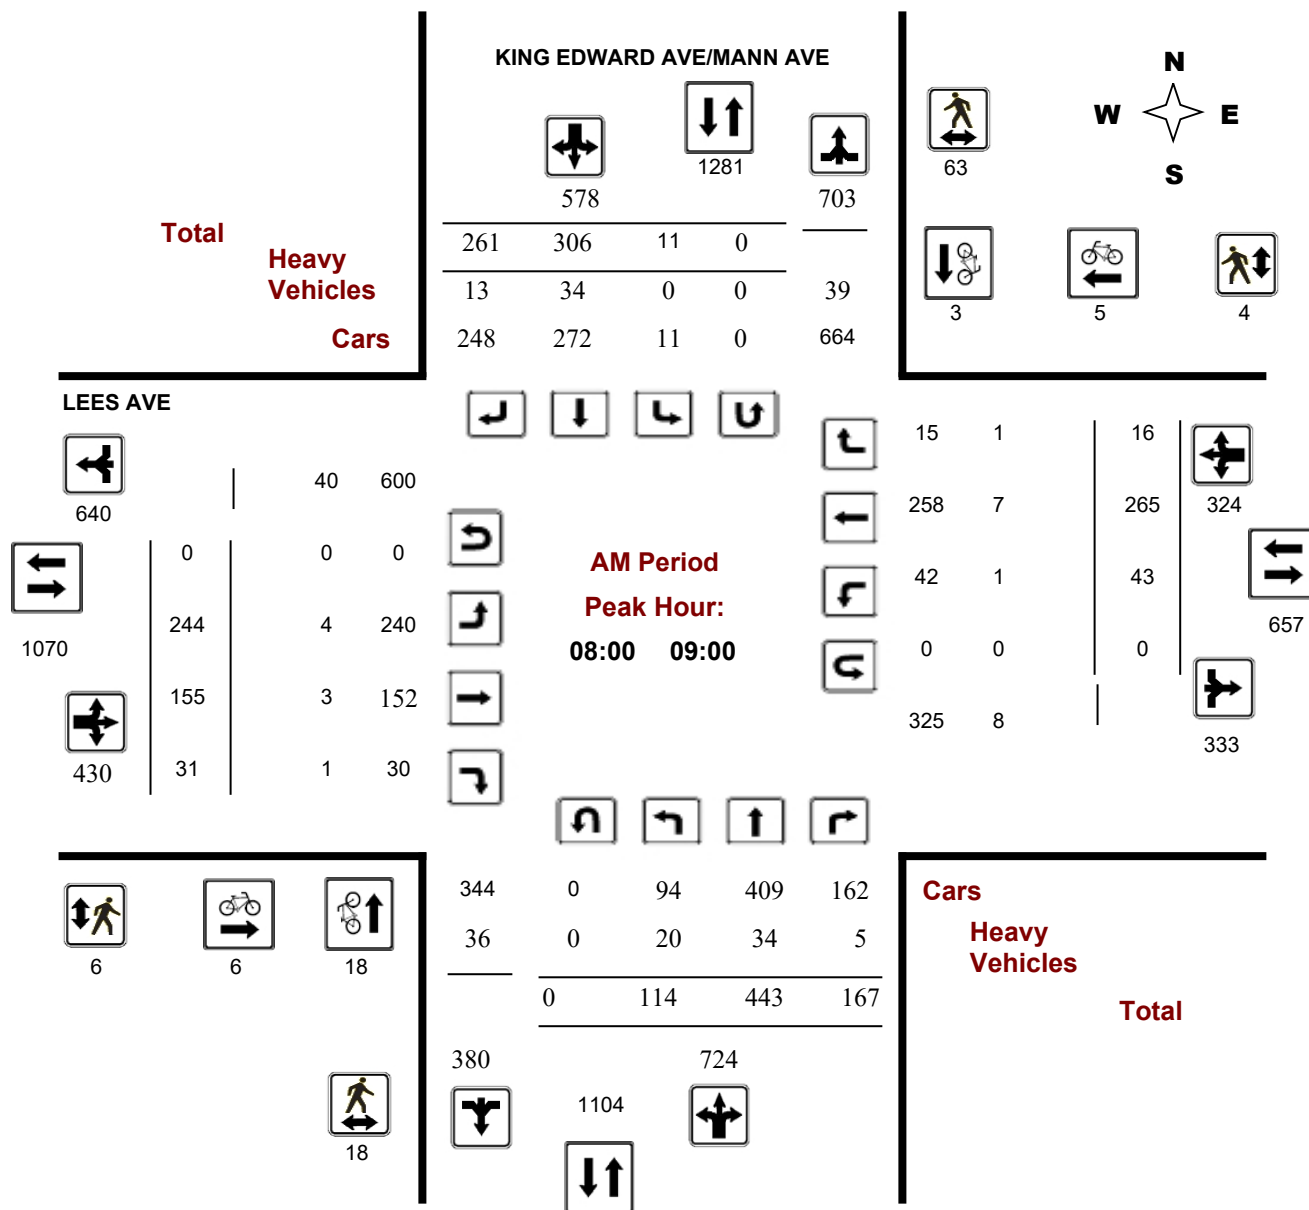 KING EDWARD AVE/MANN AVE
N
W E
S
1281
63
578 703
Total
261 306 11 0
Heavy
Vehicles
13 34 0 0 39
3 5 4
Cars
248 272 11 0 664
LEES AVE
15 1 16
40 600
640
258 7 265 324
0 0 0
AM Period
42 1 43
Peak Hour:
244 4 240
657
1070
08:00 09:00
0 0 0
155 3 152
325 8
333
430
31 1 30
344 0 94 409 162
Cars
36 0 20 34 5
Heavy
Vehicles
6 6 18
0 114 443 167
Total
380 724
1104
18